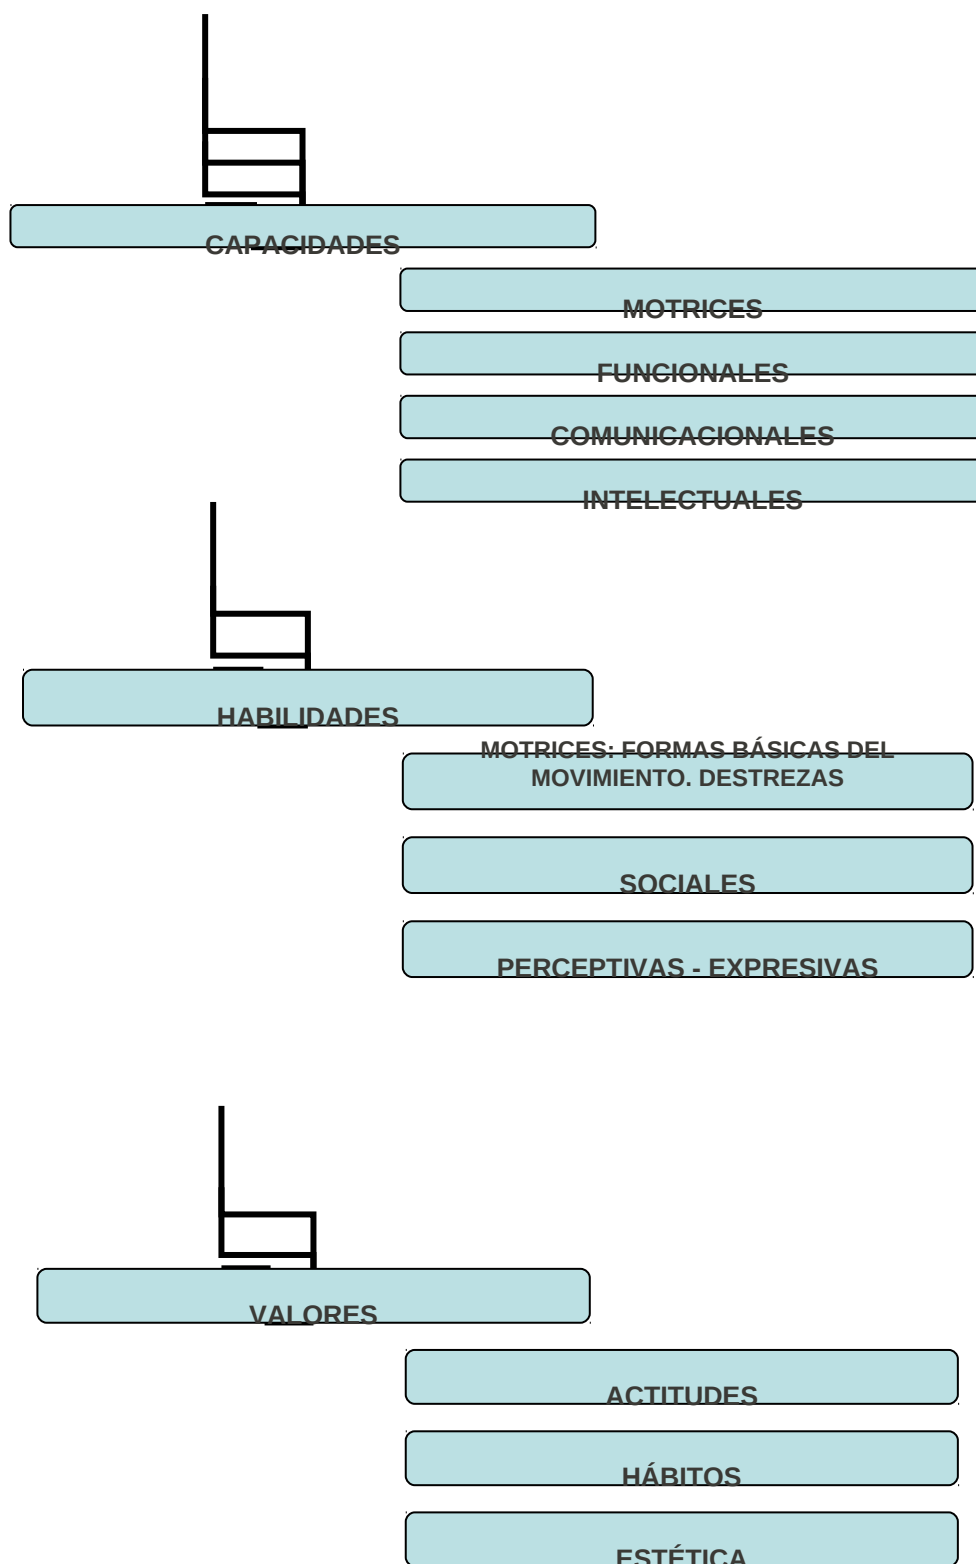 CAPACIDADES
MOTRICES
FUNCIONALES
COMUNICACIONALES
INTELECTUALES
HABILIDADES
MOTRICES: FORMAS BÁSICAS DEL
MOVIMIENTO. DESTREZAS
SOCIALES
PERCEPTIVAS - EXPRESIVAS
VALORES
ACTITUDES
HÁBITOS
ESTÉTICA